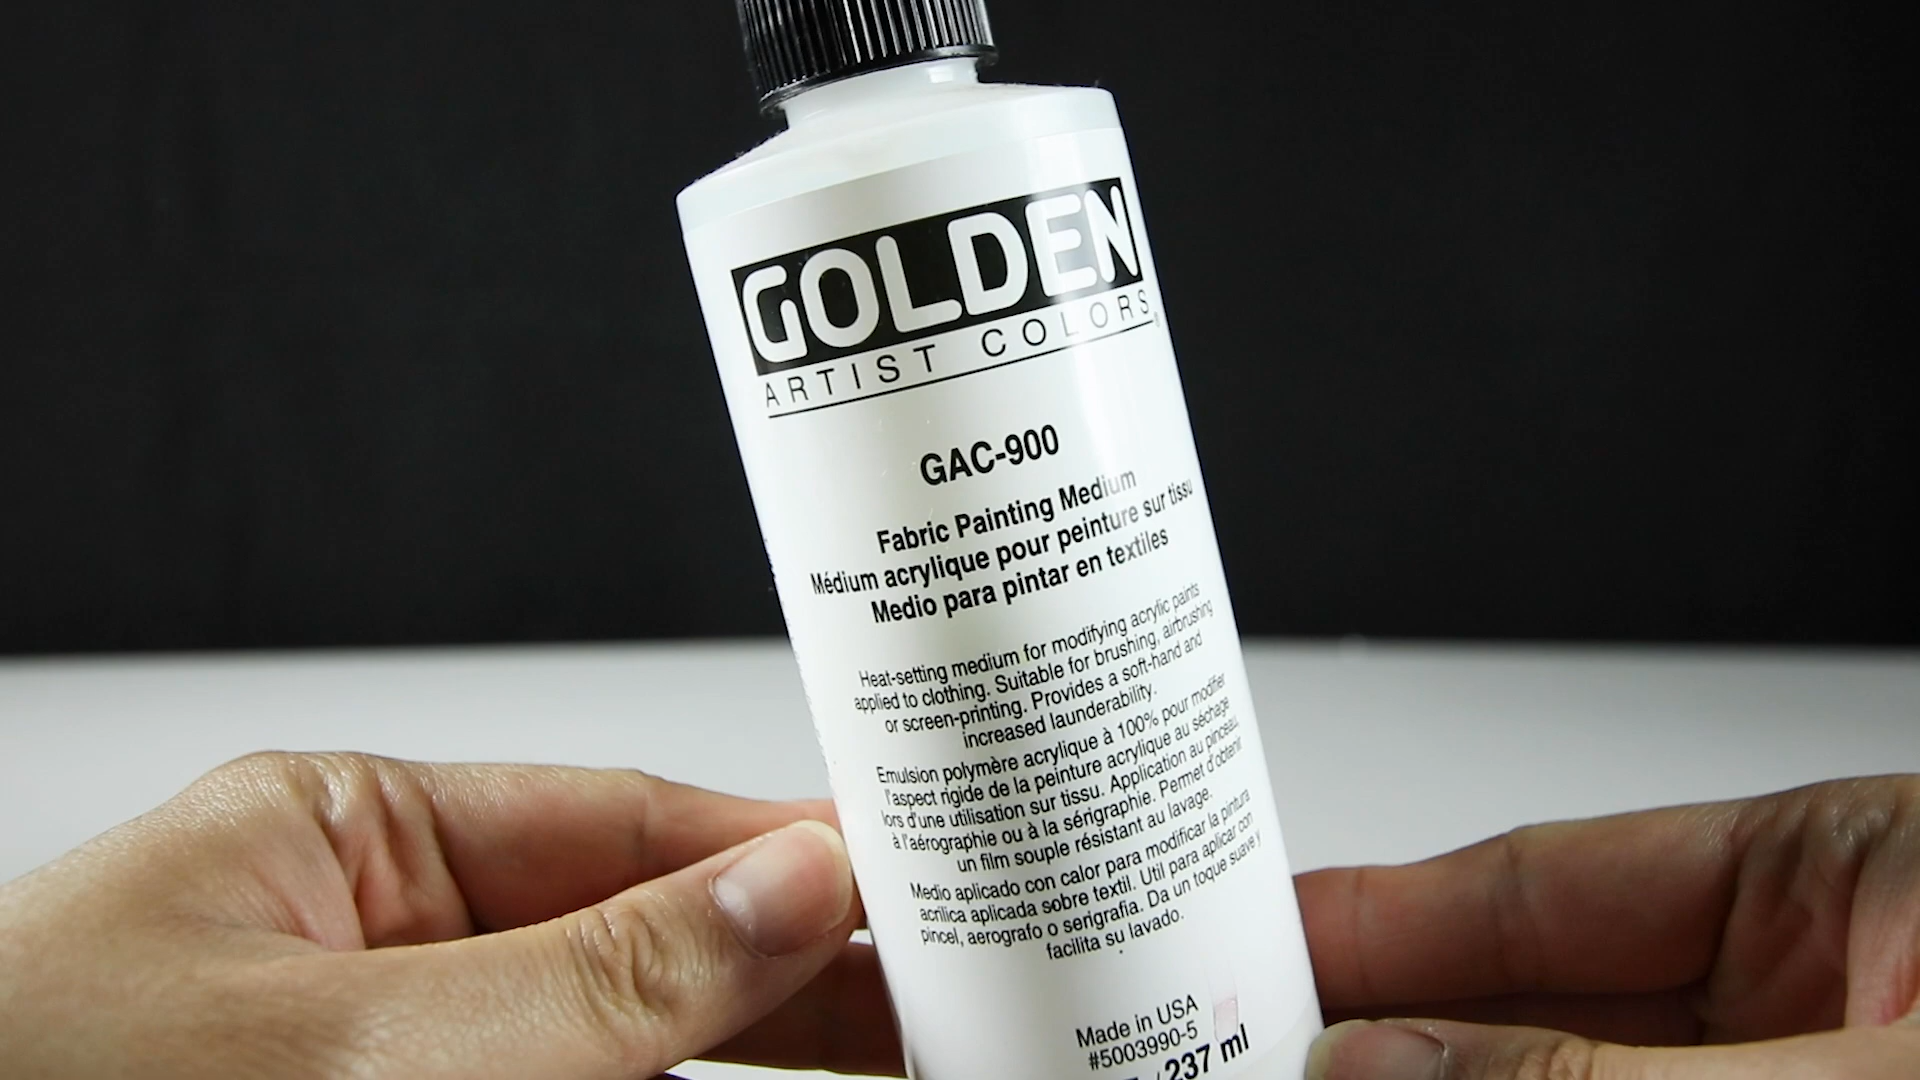 GOLDEN
ARTIST COLORS®
GAC-900
Fabric Painting Medium
Médium acrylique pour peinture sur tissu
Medio para pintar en textiles
Heat-setting medium for modifying acrylic paints
applied to clothing. Suitable for brushing, airbrushing
or screen-printing. Provides a soft-hand and
increased launderability.
Emulsion polymère acrylique à 100% pour modifier
l'aspect rigide de la peinture acrylique au séchage
lors d'une utilisation sur tissu. Application au pinceau,
à l'aérographie ou à la sérigraphie. Permet d'obtenir
un film souple résistant au lavage.
Medio aplicado con calor para modificar la pintura
acrílica aplicada sobre textil. Util para aplicar con
pincel, aerografo o serigrafia. Da un toque suave y
facilita su lavado.
Made in USA
#5003990-5
/ 237 ml